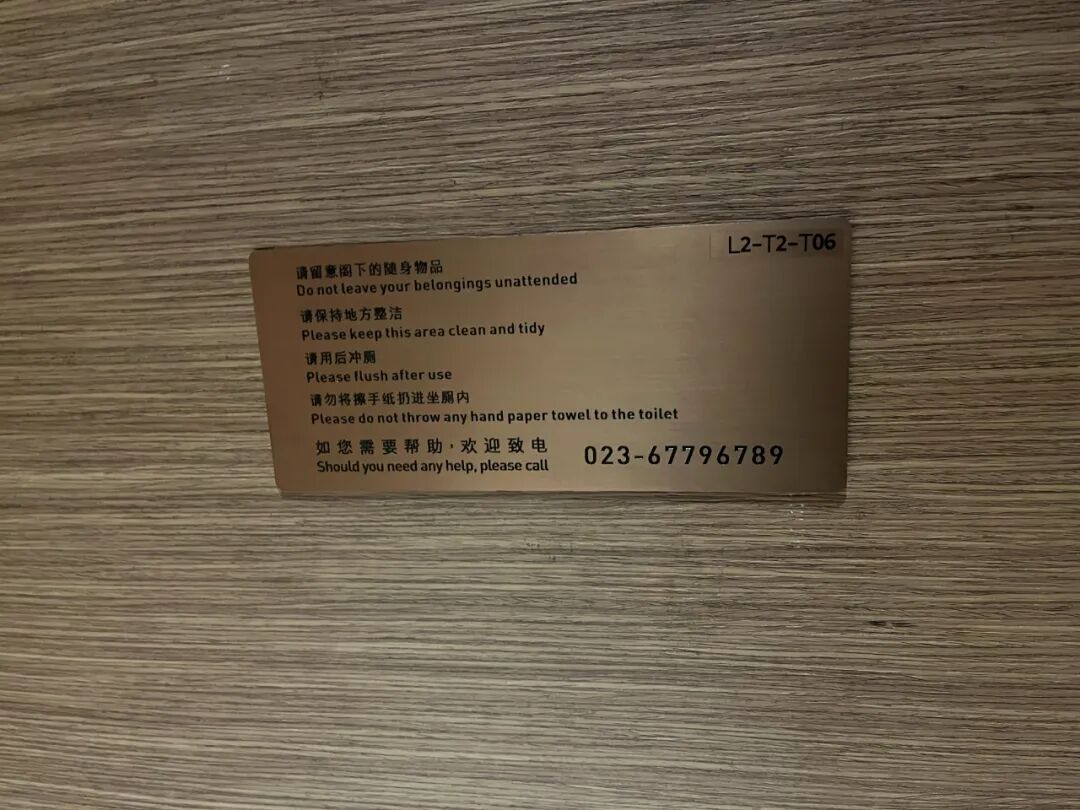 L2-T2-T06
请留意阁下的随身物品
Do not leave your belongings unattended
请保持地方整洁
Please keep this area clean and tidy
请用后冲厕
Please flush after use
请勿将擦手纸扔进坐厕内
Please do not throw any hand paper towel to the toilet
如您需要帮助，欢迎致电
Should you need any help, please call
023-67796789